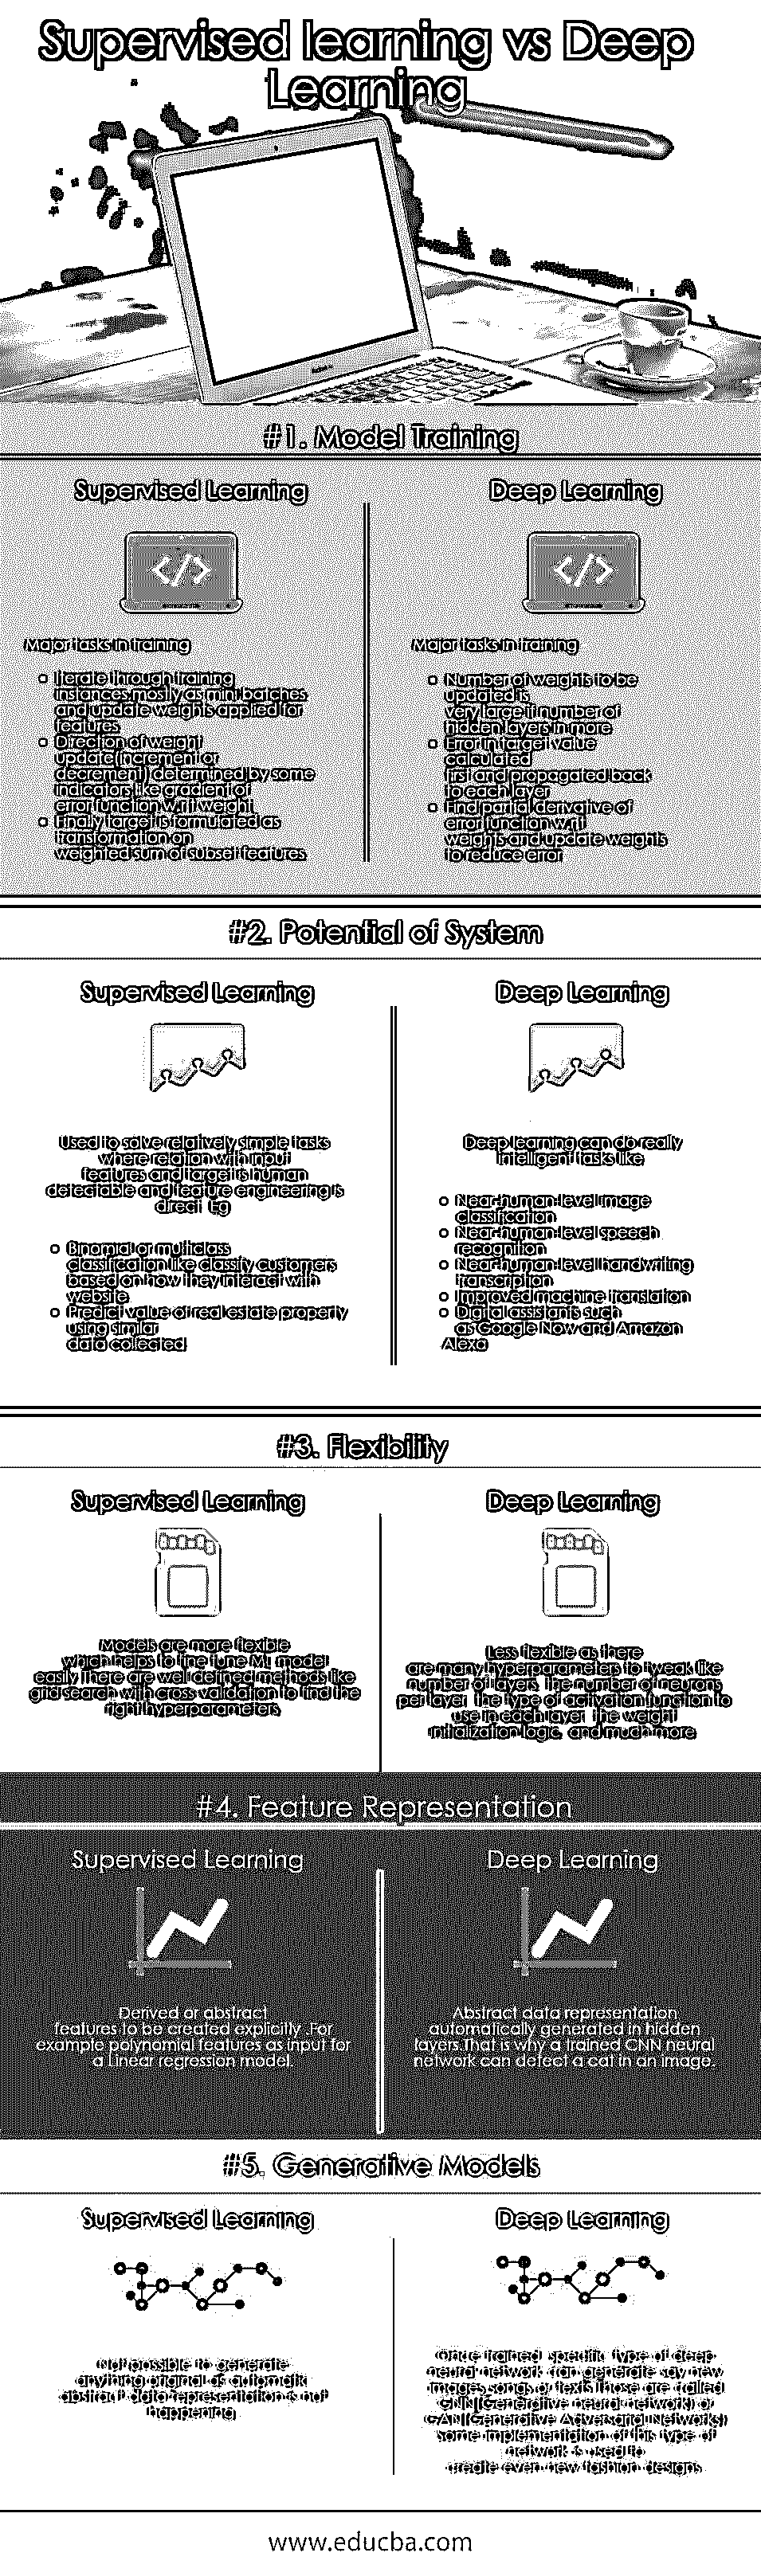 Supervised learning vs Deep
Learning
#1. Model Training
Supervised Learning
Major tasks in training
Iterate through training
instances mostly as mini batches
and update weights applied for
features
Direction of weight
update(increment or
decrement) determined by some
indicators like gradient of
error function w.r.t weight
Finally target is formulated as
transformation on
weighted sum of subset features
Deep Learning
Major tasks in training
Number of weights to be
updated is
very large if number of
hidden layers in more
Error in target value
calculated
first and propagated back
to each layer
Find partial derivative of
error function w.r.t
weights and update weights
to reduce error
#2. Potential of System
Supervised Learning
Used to solve relatively simple tasks
where relation with input
features and target is human
detectable and feature engineering is
direct. Eg
Binomial or multiclass
classification like classify customers
based on how they interact with
website
Predict value of real estate property
using similar
data collected
Deep Learning
Deep learning can do really
intelligent tasks like
Near-human-level image
classification
Near-human-level speech
recognition
Near-human-level handwriting
transcription
Improved machine translation
Digital assistants such
as Google Now and Amazon
Alexa
#3. Flexibility
Supervised Learning
Models are more flexible
which helps to fine tune ML model
easily.There are well defined methods like
grid search with cross validation to find the
right hyperparameters
Deep Learning
Less flexible as there
are many hyperparameters to tweak like
number of layers, the number of neurons
per layer, the type of activation function to
use in each layer, the weight
initialization logic, and much more
#4. Feature Representation
Supervised Learning
Derived or abstract
features to be created explicitly .For
example polynomial features as input for
a Linear regression model.
Deep Learning
Abstract data representation
automatically generated in hidden
layers.That is why a trained CNN neural
network can detect a cat in an image.
#5. Generative Models
Supervised Learning
Not possible to generate
anything original as automatic
abstract data representation is not
happening.
Deep Learning
Once trained, specific type of deep
neural network can generate say new
images,songs or texts.Those are called
GNN(Generative neural network) or
GAN(Generative Adversarial Networks)
some implementation of this type of
network is used to
create even new fashion designs
www.educba.com